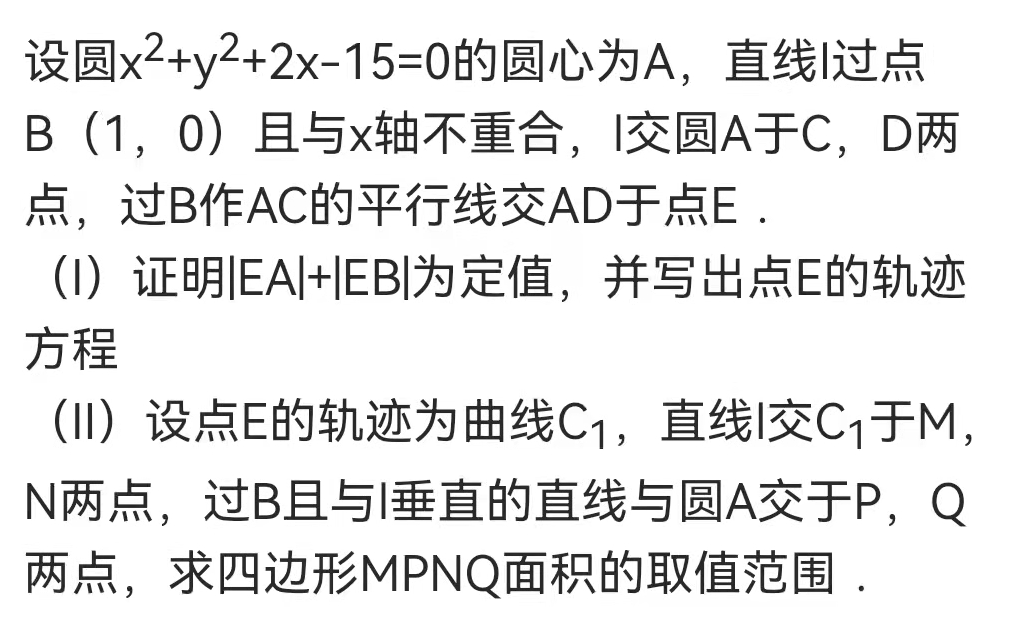 设圆x²+y²+2x-15=0的圆心为A，直线l过点
B（1，0）且与x轴不重合，l交圆A于C，D两
点，过B作AC的平行线交AD于点E．
（I）证明|EA|+|EB|为定值，并写出点E的轨迹
方程
（II）设点E的轨迹为曲线C₁，直线l交C₁于M，
N两点，过B且与l垂直的直线与圆A交于P，Q
两点，求四边形MPNQ面积的取值范围．